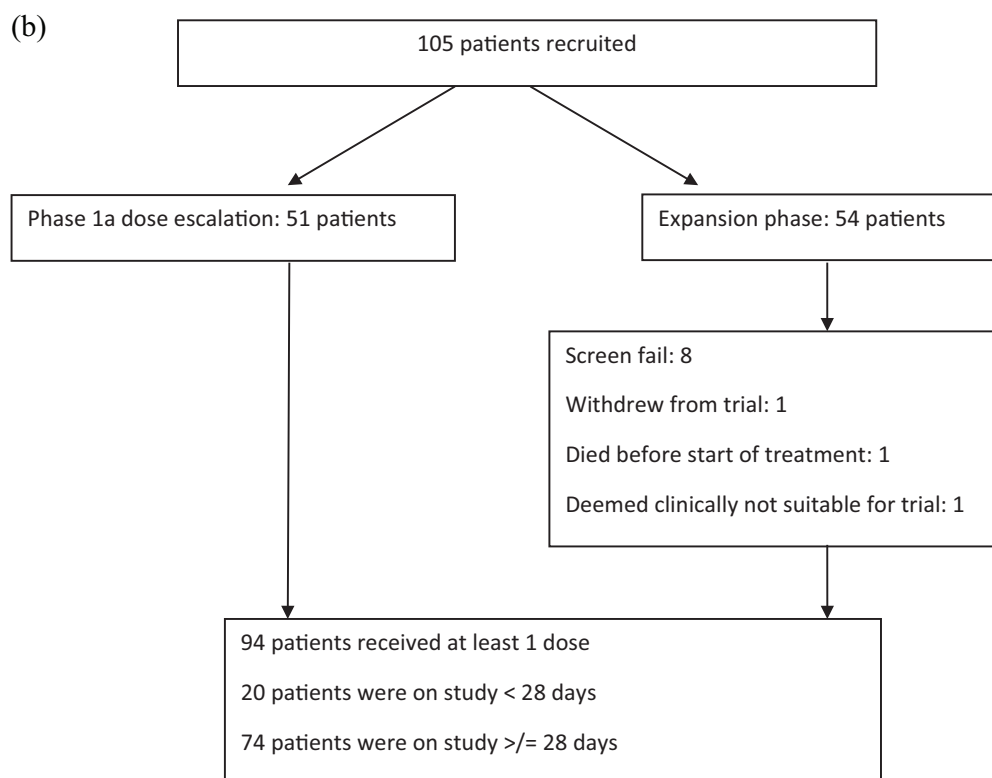 (b)
105 patients recruited
Phase 1a dose escalation: 51 patients
Expansion phase: 54 patients
Screen fail: 8
Withdrew from trial: 1
Died before start of treatment: 1
Deemed clinically not suitable for trial: 1
94 patients received at least 1 dose
20 patients were on study < 28 days
74 patients were on study >/= 28 days